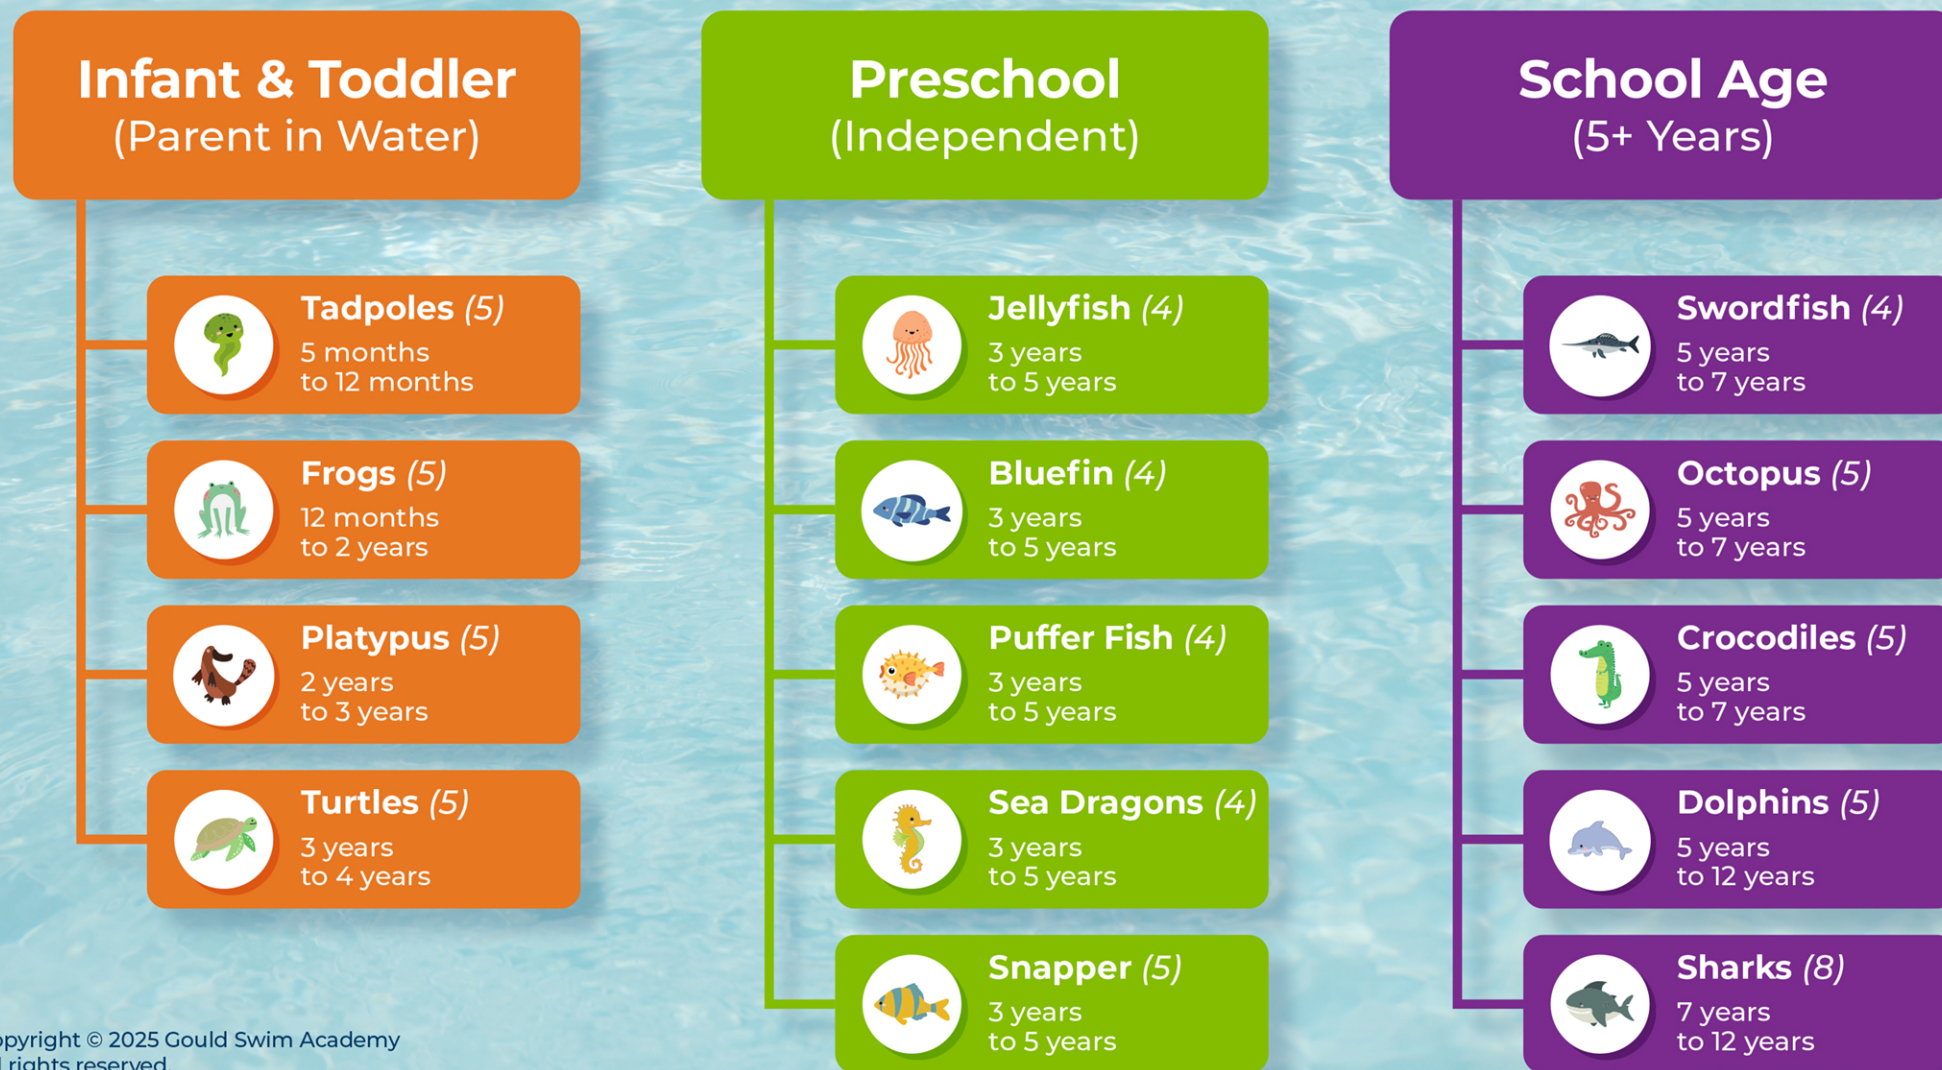 Infant & Toddler
(Parent in Water)
Tadpoles (5)
5 months
to 12 months
Frogs (5)
12 months
to 2 years
Platypus (5)
2 years
to 3 years
Turtles (5)
3 years
to 4 years
Preschool
(Independent)
Jellyfish (4)
3 years
to 5 years
Bluefin (4)
3 years
to 5 years
Puffer Fish (4)
3 years
to 5 years
Sea Dragons (4)
3 years
to 5 years
Snapper (5)
3 years
to 5 years
School Age
(5+ Years)
Swordfish (4)
5 years
to 7 years
Octopus (5)
5 years
to 7 years
Crocodiles (5)
5 years
to 7 years
Dolphins (5)
5 years
to 12 years
Sharks (8)
7 years
to 12 years
opyright © 2025 Gould Swim Academy
l rights reserved.